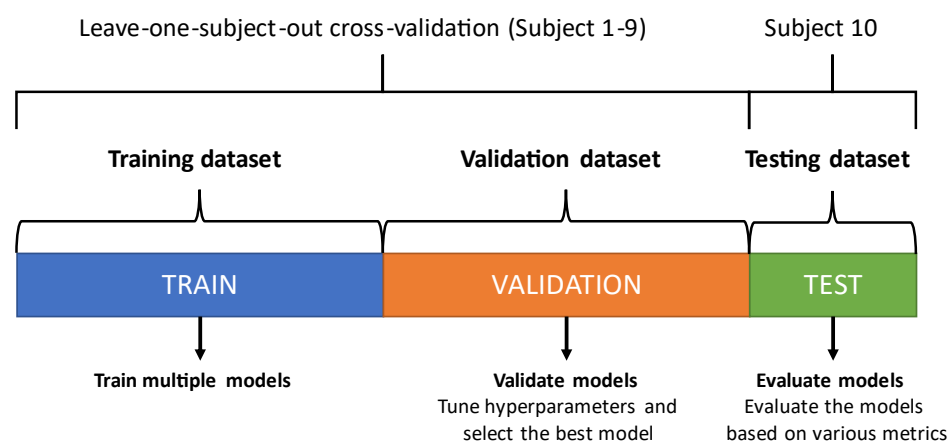 Leave-one-subject-out cross-validation (Subject 1-9)
Subject 10
Training dataset
Validation dataset
Testing dataset
TRAIN
VALIDATION
TEST
Train multiple models
Validate models
Tune hyperparameters and
select the best model
Evaluate models
Evaluate the models
based on various metrics